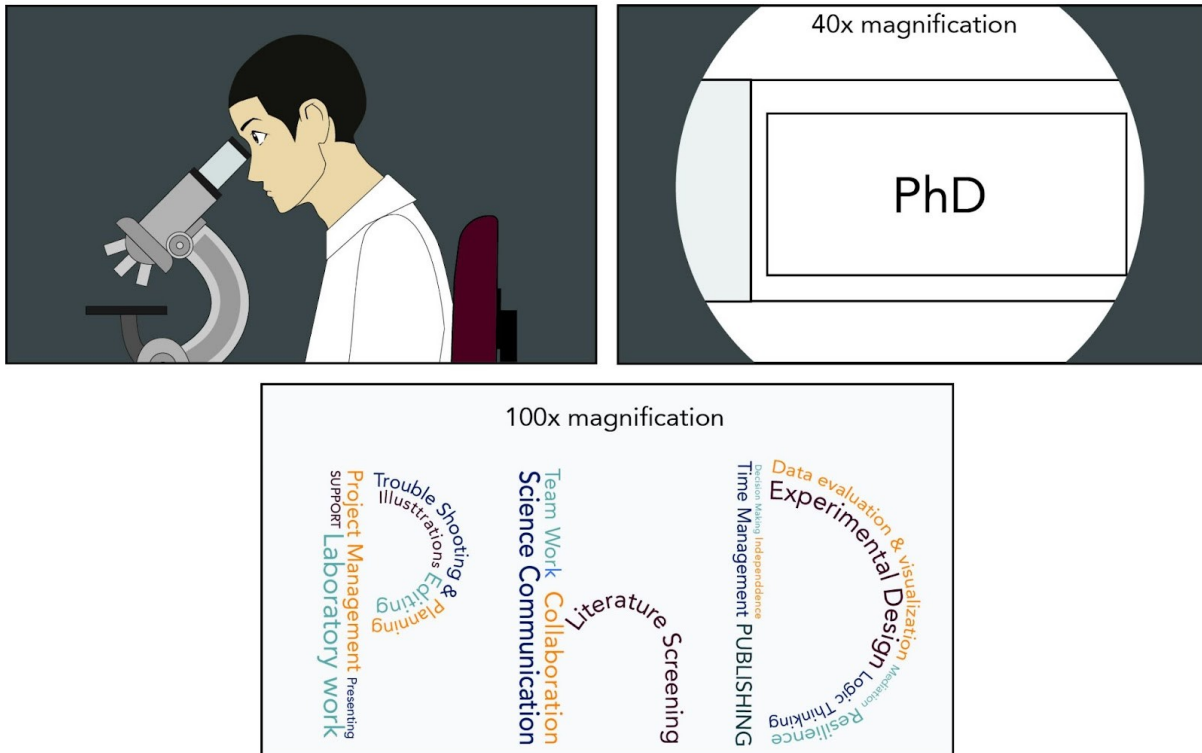 40x magnification
PhD
100x magnification
SUPPORT
Laboratory work
Project Management
Presenting
Trouble Shooting &
Planning
Illusttrations
Editing
Team Work
Collaboration
Science Communication
Literature Screening
Time Management
PUBLISHING
Decision Making
Independdence
Data evaluation & visualization
Experimental Design
Mediation
Resilience
Logic Thinking